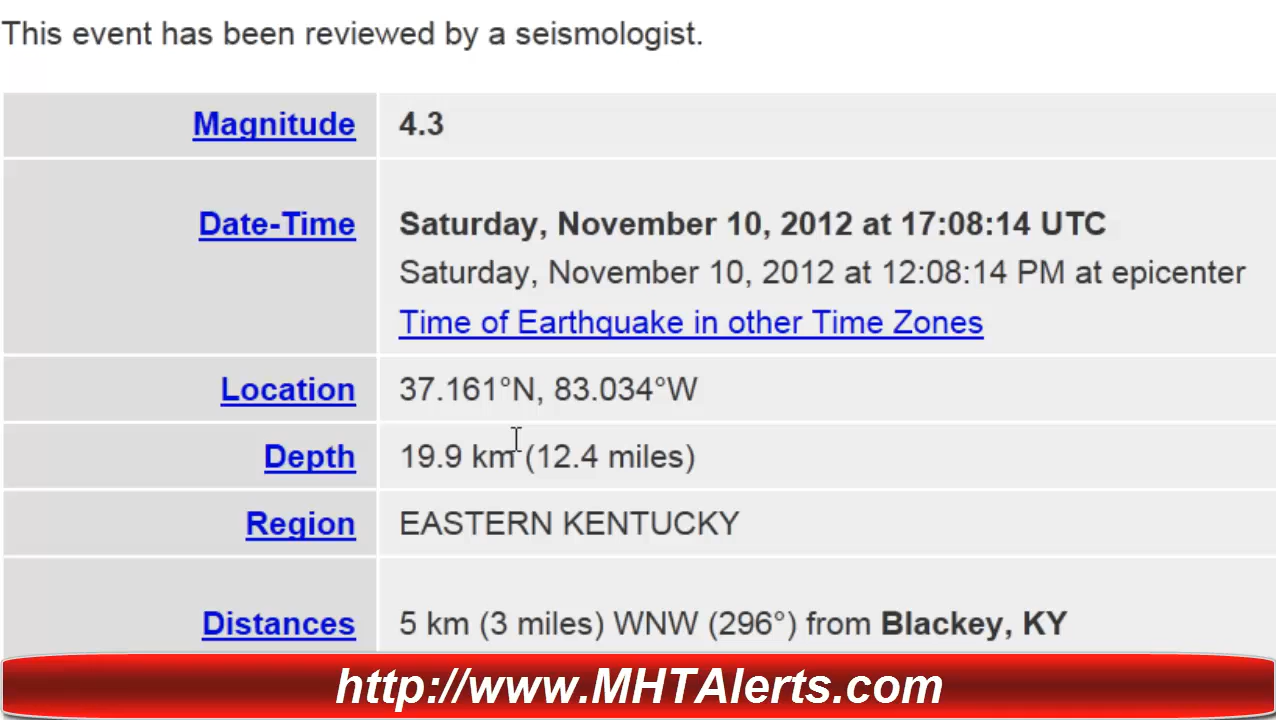 This event has been reviewed by a seismologist.
Magnitude 4.3
Date-Time Saturday, November 10, 2012 at 17:08:14 UTC
Saturday, November 10, 2012 at 12:08:14 PM at epicenter
Time of Earthquake in other Time Zones
Location 37.161°N, 83.034°W
Depth 19.9 km (12.4 miles)
Region EASTERN KENTUCKY
Distances 5 km (3 miles) WNW (296°) from Blackey, KY
http://www.MHTAlerts.com